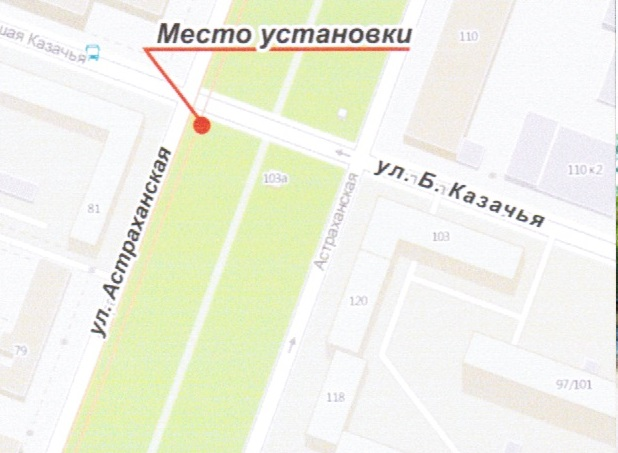 Место установки
шая Казачья
110
ул. Б. Казачья
110 к2
103а
81
ул. Астраханская
Астраханская
103
120
79
97/101
118